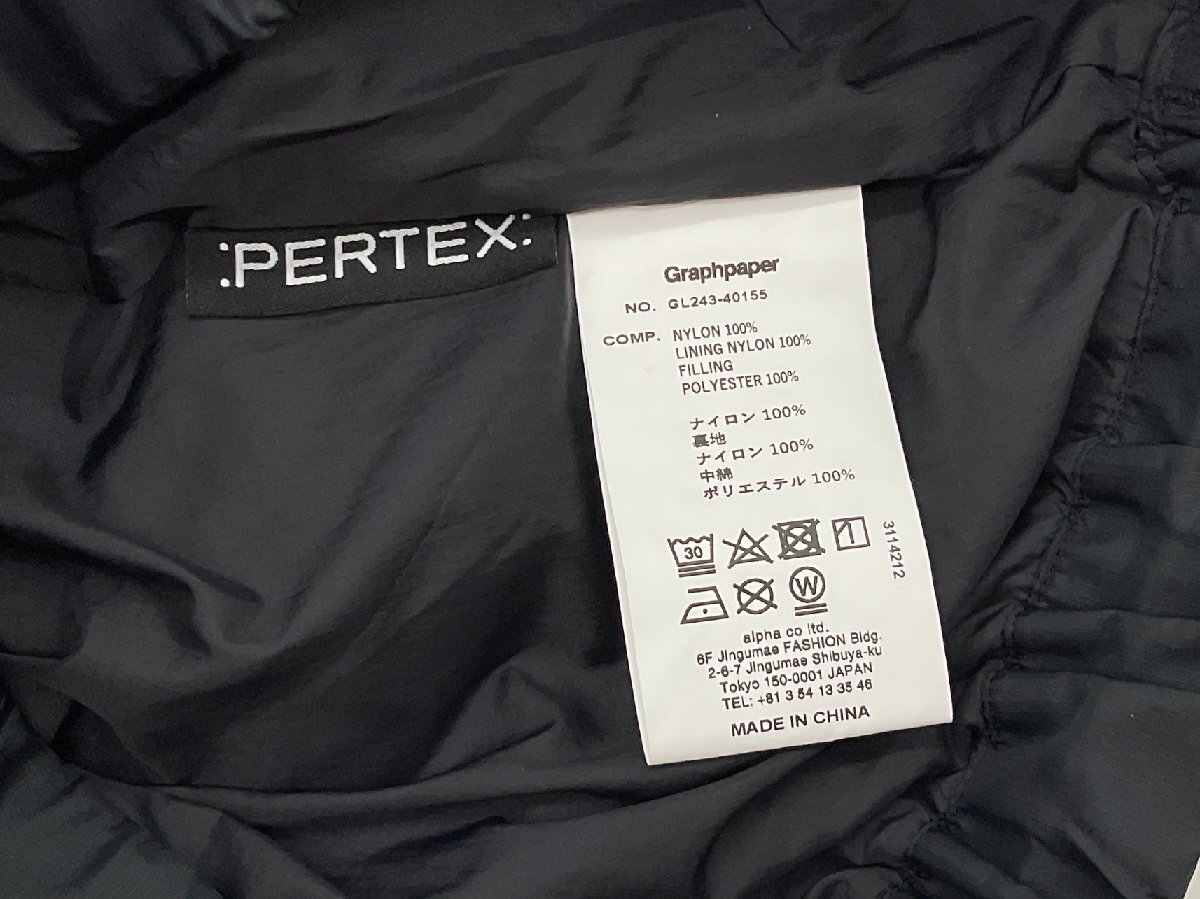 :PERTEX:
Graphpaper
NO. GL243-40155
COMP. NYLON 100%
LINING NYLON 100%
FILLING
POLYESTER 100%
ナイロン 100%
裏地
ナイロン 100%
中綿
ポリエステル 100%
30
W
3114212
alpha co ltd.
6F Jingumae FASHION Bldg.
2-6-7 Jingumae Shibuya-ku
Tokyo 150-0001 JAPAN
TEL: +81 3 54 13 35 46
MADE IN CHINA